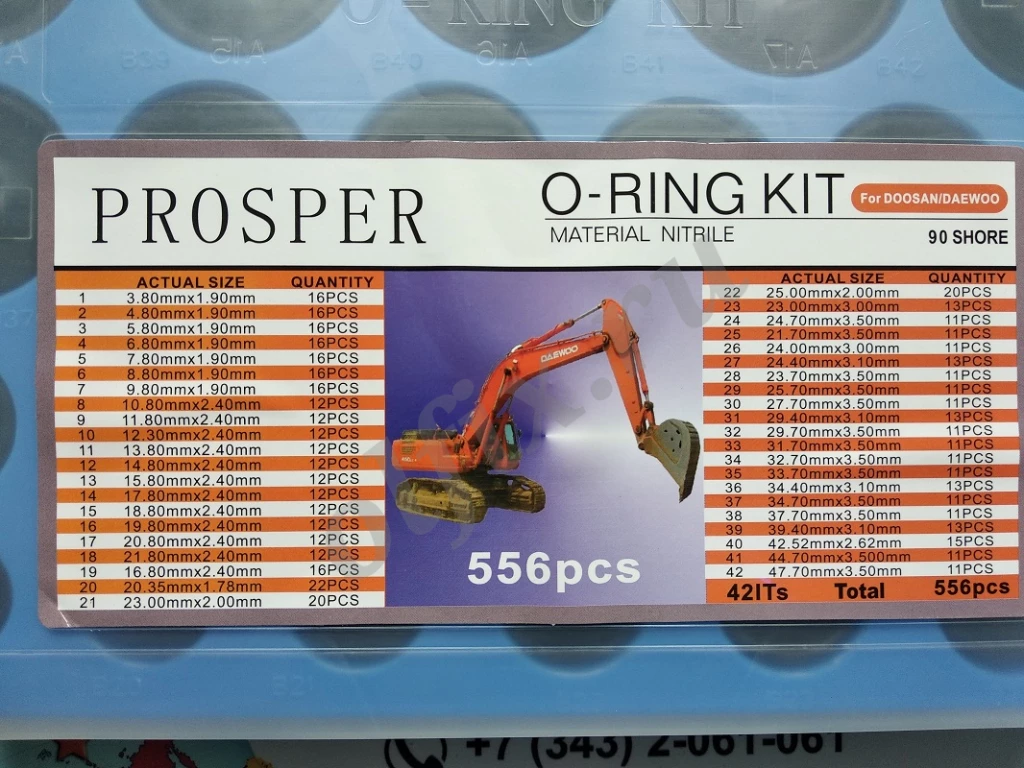 O - RING KIT
A15
A16
A17
B39
B40
B41
B42
PROSPER
O-RING KIT
For DOOSAN/DAEWOO
MATERIAL NITRILE
90 SHORE
ACTUAL SIZE QUANTITY
1 3.80mmx1.90mm 16PCS
2 4.80mmx1.90mm 16PCS
3 5.80mmx1.90mm 16PCS
4 6.80mmx1.90mm 16PCS
5 7.80mmx1.90mm 16PCS
6 8.80mmx1.90mm 16PCS
7 9.80mmx1.90mm 16PCS
8 10.80mmx2.40mm 12PCS
9 11.80mmx2.40mm 12PCS
10 12.30mmx2.40mm 12PCS
11 13.80mmx2.40mm 12PCS
12 14.80mmx2.40mm 12PCS
13 15.80mmx2.40mm 12PCS
14 17.80mmx2.40mm 12PCS
15 18.80mmx2.40mm 12PCS
16 19.80mmx2.40mm 12PCS
17 20.80mmx2.40mm 12PCS
18 21.80mmx2.40mm 12PCS
19 16.80mmx2.40mm 16PCS
20 20.35mmx1.78mm 22PCS
21 23.00mmx2.00mm 20PCS
DAEWOO
556pcs
ACTUAL SIZE QUANTITY
22 25.00mmx2.00mm 20PCS
23 23.00mmx3.00mm 13PCS
24 24.70mmx3.50mm 11PCS
25 21.70mmx3.50mm 11PCS
26 24.00mmx3.00mm 11PCS
27 24.40mmx3.10mm 13PCS
28 23.70mmx3.50mm 11PCS
29 25.70mmx3.50mm 11PCS
30 27.70mmx3.50mm 11PCS
31 29.40mmx3.10mm 13PCS
32 29.70mmx3.50mm 11PCS
33 31.70mmx3.50mm 11PCS
34 32.70mmx3.50mm 11PCS
35 33.70mmx3.50mm 11PCS
36 34.40mmx3.10mm 13PCS
37 34.70mmx3.50mm 11PCS
38 37.70mmx3.50mm 11PCS
39 39.40mmx3.10mm 13PCS
40 42.52mmx2.62mm 15PCS
41 44.70mmx3.500mm 11PCS
42 47.70mmx3.50mm 11PCS
42ITs Total 556pcs
+7 (343) 2-061-061